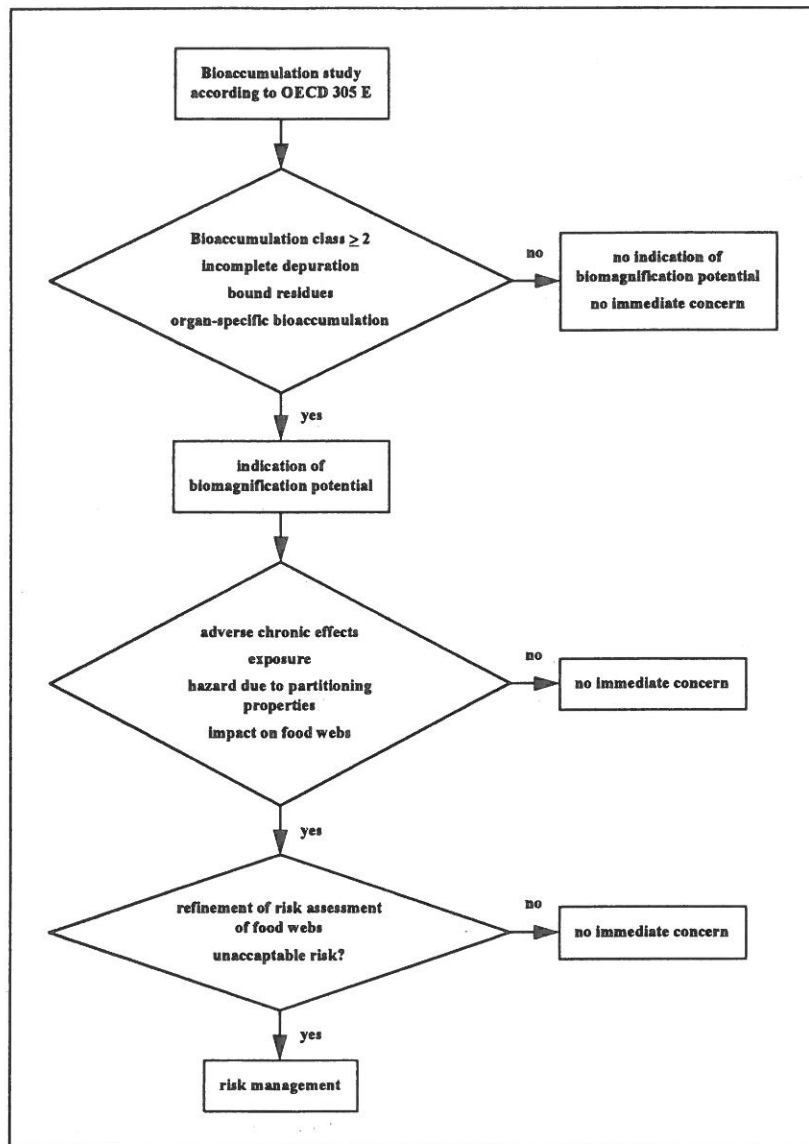 Bioaccumulation study
according to OECD 305 E
Bioaccumulation class ≥ 2
incomplete depuration
bound residues
organ-specific bioaccumulation
no
no indication of
biomagnification potential
no immediate concern
yes
indication of
biomagnification potential
adverse chronic effects
exposure
hazard due to partitioning
properties
impact on food webs
no
no immediate concern
yes
refinement of risk assessment
of food webs
unaccaptable risk?
no
no immediate concern
yes
risk management